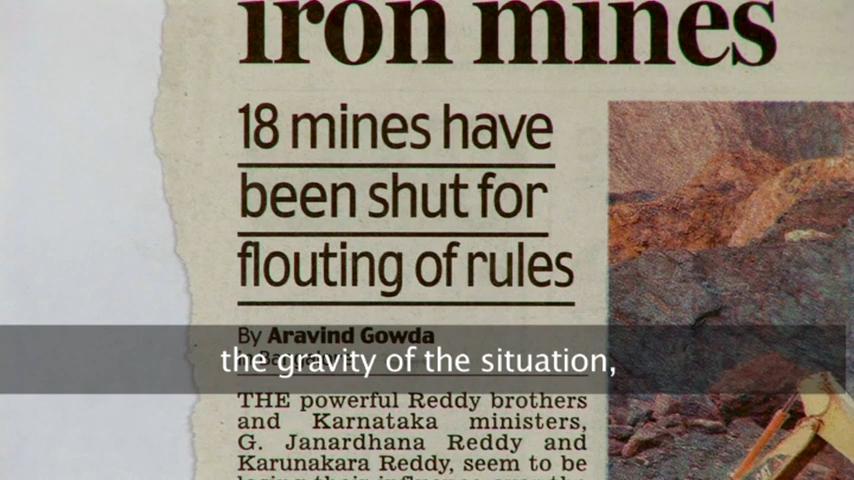 iron mines
18 mines have
been shut for
flouting of rules
By Aravind Gowda
the gravity of the situation,
THE powerful Reddy brothers
and Karnataka ministers,
G. Janardhana Reddy and
Karunakara Reddy, seem to be